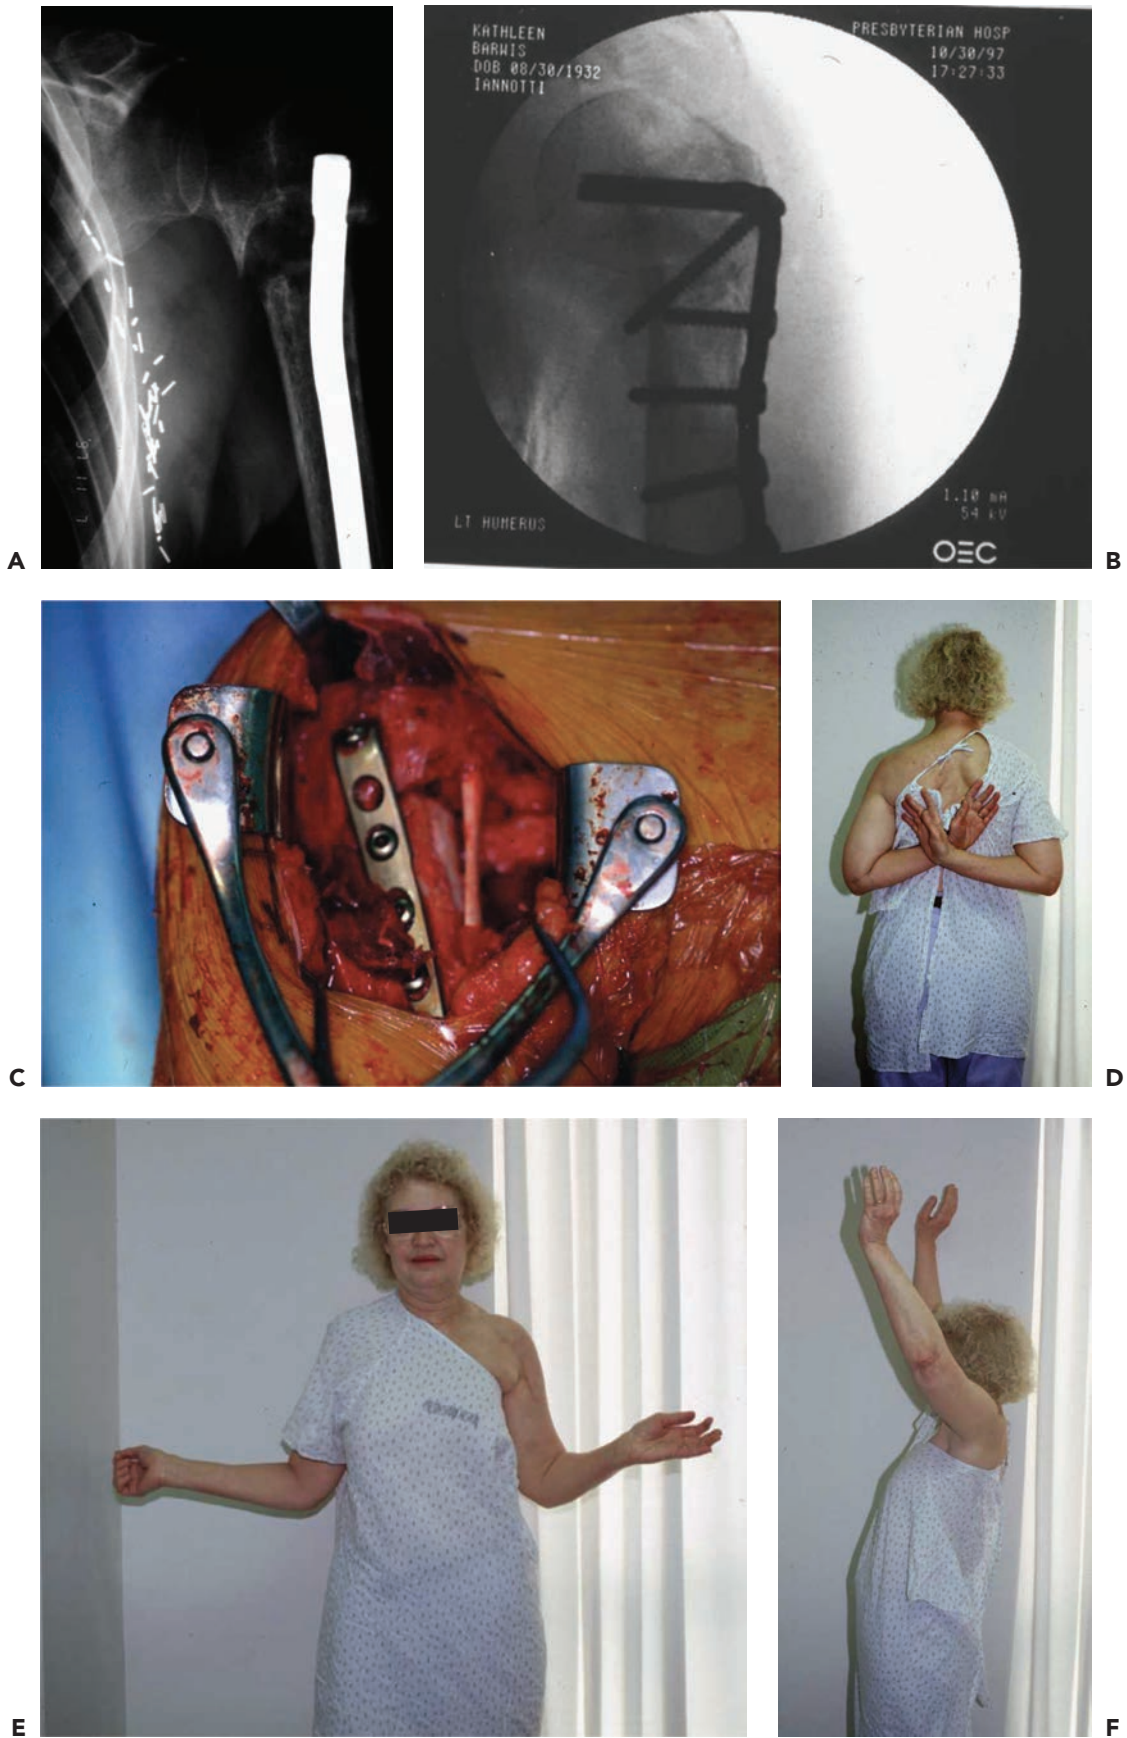 KATHLEEN
BARWIS
DOB 08/30/1932
IANNOTTI
PRESBYTERIAN HOSP
10/30/97
17:27:33
LT HUMERUS
1.10 mA
54 kV
OEC
A
B
C
D
E
F